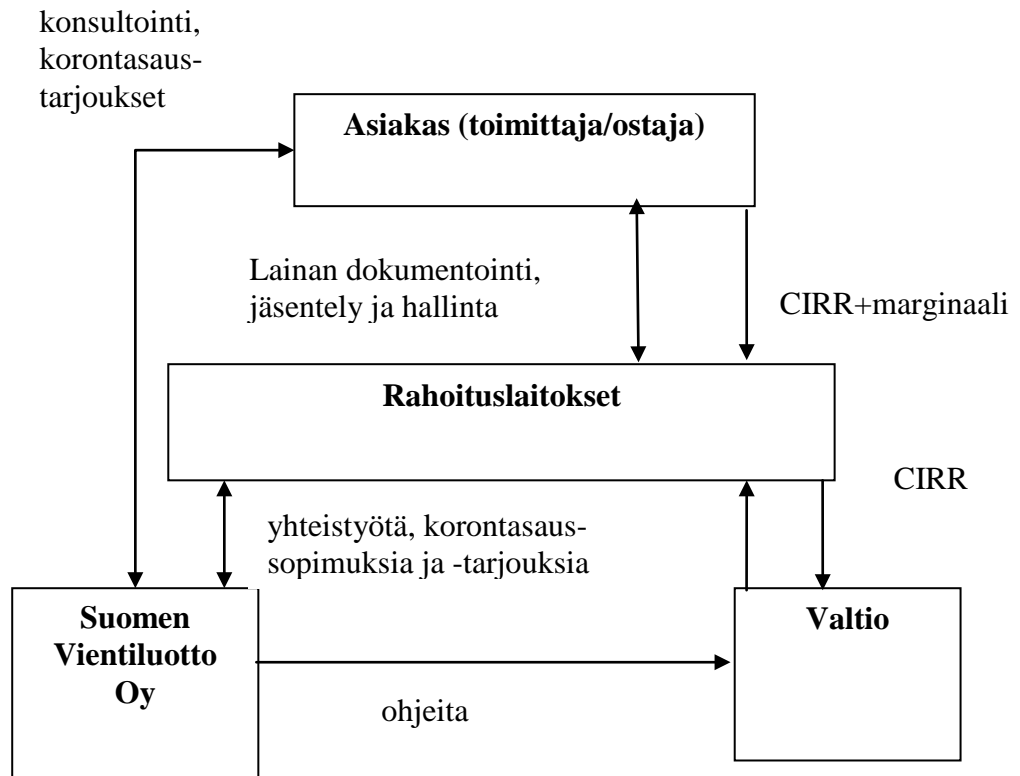 konsultointi,
korontasaus-
tarjoukset
Asiakas (toimittaja/ostaja)
Lainan dokumentointi,
jäsentely ja hallinta
CIRR+marginaali
Rahoituslaitokset
CIRR
yhteistyötä, korontasaus-
sopimuksia ja -tarjouksia
Suomen
Vientiluotto
Oy
Valtio
ohjeita